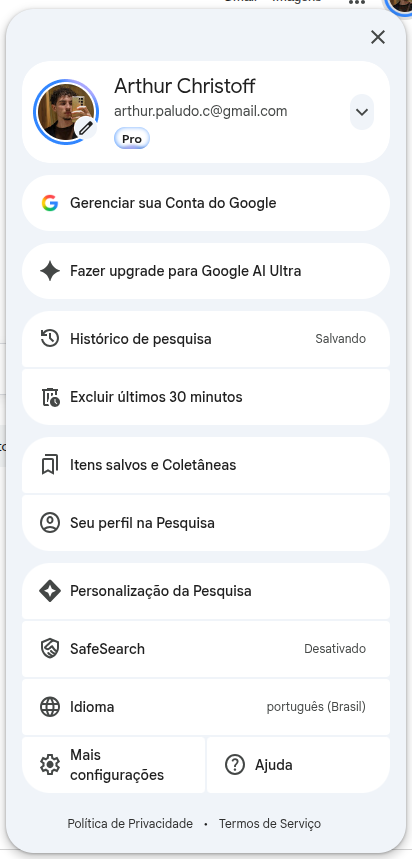 Arthur Christoff
arthur.paludo.c@gmail.com
Pro
Gerenciar sua Conta do Google
Fazer upgrade para Google AI Ultra
Histórico de pesquisa Salvando
Excluir últimos 30 minutos
Itens salvos e Coletâneas
Seu perfil na Pesquisa
Personalização da Pesquisa
SafeSearch Desativado
Idioma português (Brasil)
Mais
configurações
Ajuda
Política de Privacidade • Termos de Serviço